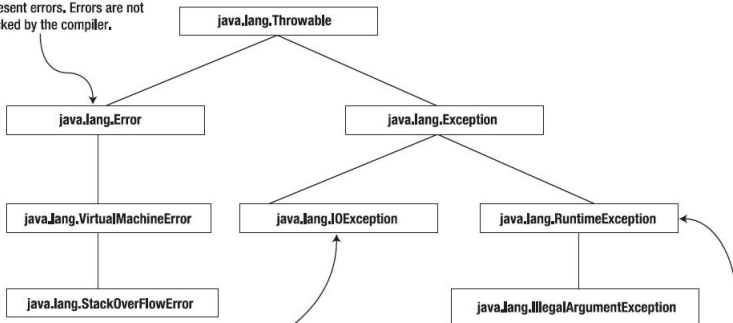 esent errors. Errors are not
cked by the compiler.
java.lang.Throwable
java.lang.Error
java.lang.Exception
java.lang.VirtualMachineError
java.lang.IOException
java.lang.RuntimeException
java.lang.StackOverFlowError
java.lang.IllegalArgumentException